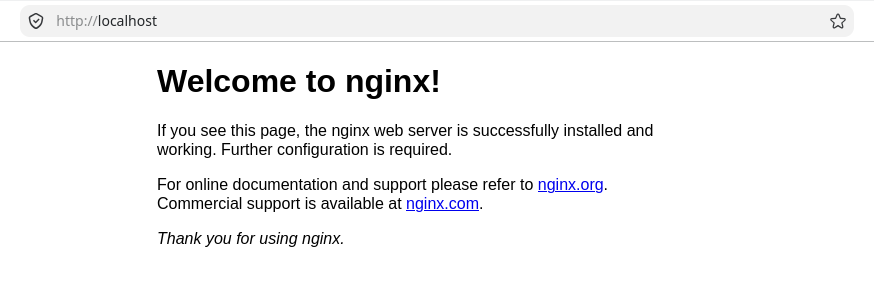 http://localhost
Welcome to nginx!
If you see this page, the nginx web server is successfully installed and
working. Further configuration is required.
For online documentation and support please refer to nginx.org.
Commercial support is available at nginx.com.
Thank you for using nginx.